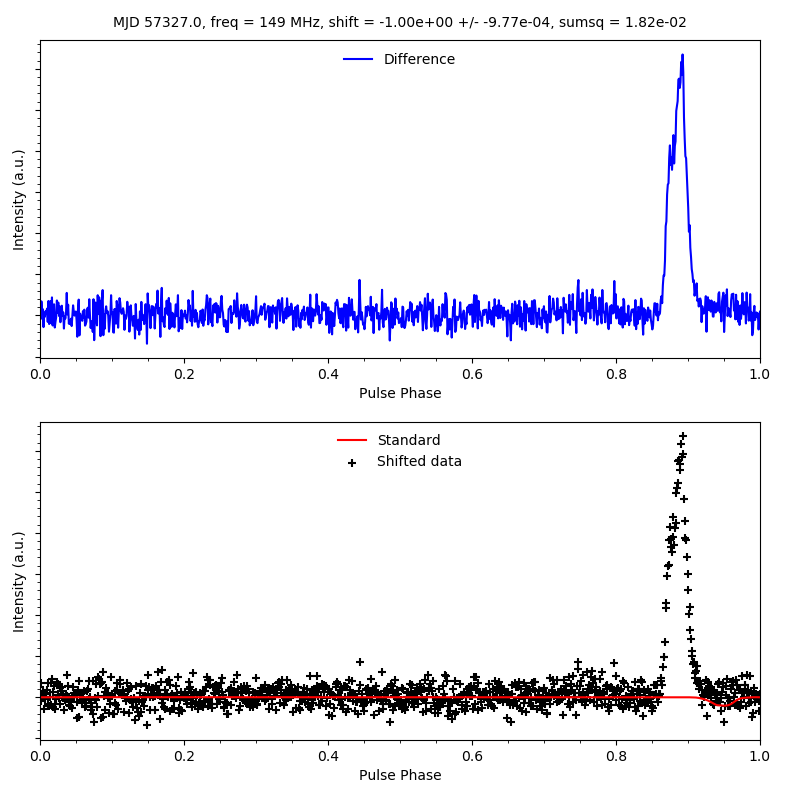 MJD 57327.0, freq = 149 MHz, shift = -1.00e+00 +/- -9.77e-04, sumsq = 1.82e-02
Difference
Intensity (a.u.)
0.0 0.2 0.4 0.6 0.8 1.0
Pulse Phase
Standard
Shifted data
Intensity (a.u.)
0.0 0.2 0.4 0.6 0.8 1.0
Pulse Phase